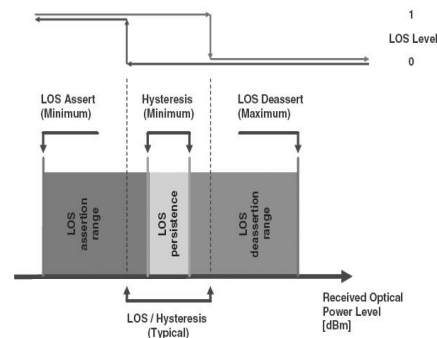 1
LOS Level
0
LOS Assert
(Minimum)
Hysteresis
(Minimum)
LOS Deassert
(Maximum)
LOS assertion
range
LOS
persistence
LOS
deassertion range
LOS / Hysteresis
(Typical)
Received Optical
Power Level
[dBm]